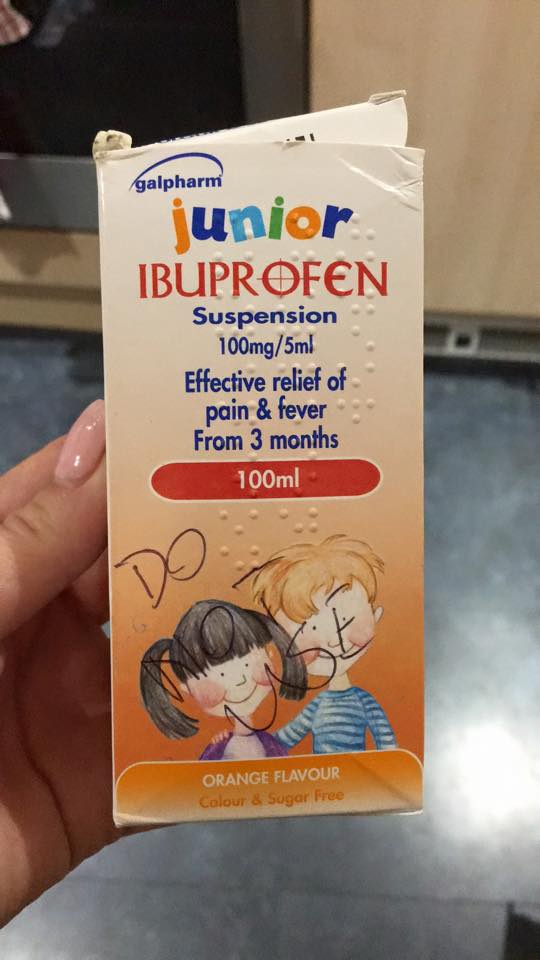 galpharm
junior
IBUPROFEN
Suspension
100mg/5ml
Effective relief of
pain & fever
From 3 months
100ml
DO
NOT
USE
ORANGE FLAVOUR
Colour & Sugar Free